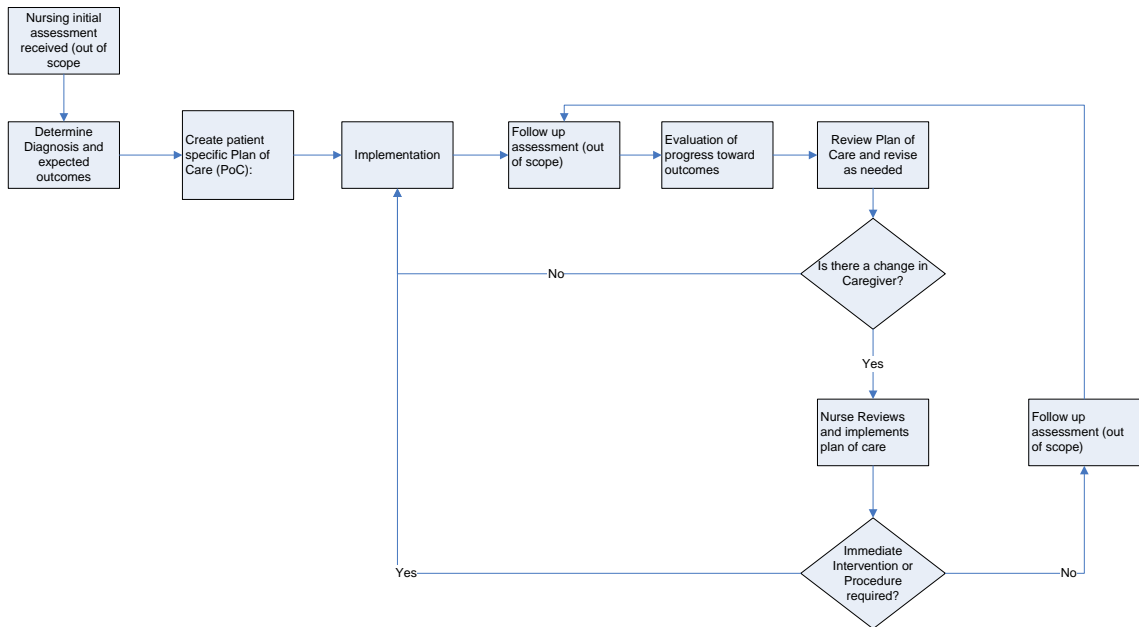 Nursing initial
assessment
received (out of
scope
Determine
Diagnosis and
expected
outcomes
Create patient
specific Plan of
Care (PoC):
Implementation
Follow up
assessment (out
of scope)
Evaluation of
progress toward
outcomes
Review Plan of
Care and revise
as needed
Is there a change in
Caregiver?
No
Yes
Nurse Reviews
and implements
plan of care
Follow up
assessment (out
of scope)
Immediate
Intervention or
Procedure
required?
Yes
No